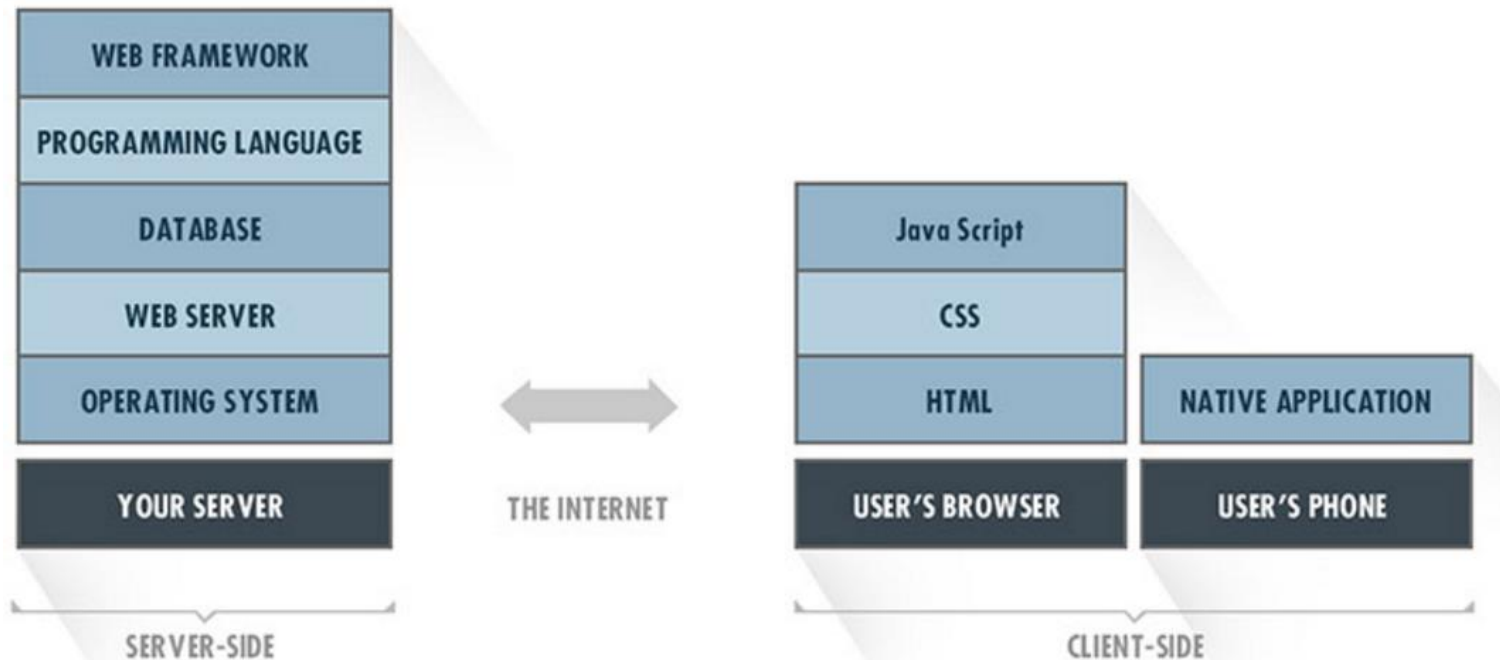 WEB FRAMEWORK
PROGRAMMING LANGUAGE
DATABASE
WEB SERVER
OPERATING SYSTEM
YOUR SERVER
SERVER-SIDE
THE INTERNET
Java Script
CSS
HTML
USER'S BROWSER
NATIVE APPLICATION
USER'S PHONE
CLIENT-SIDE